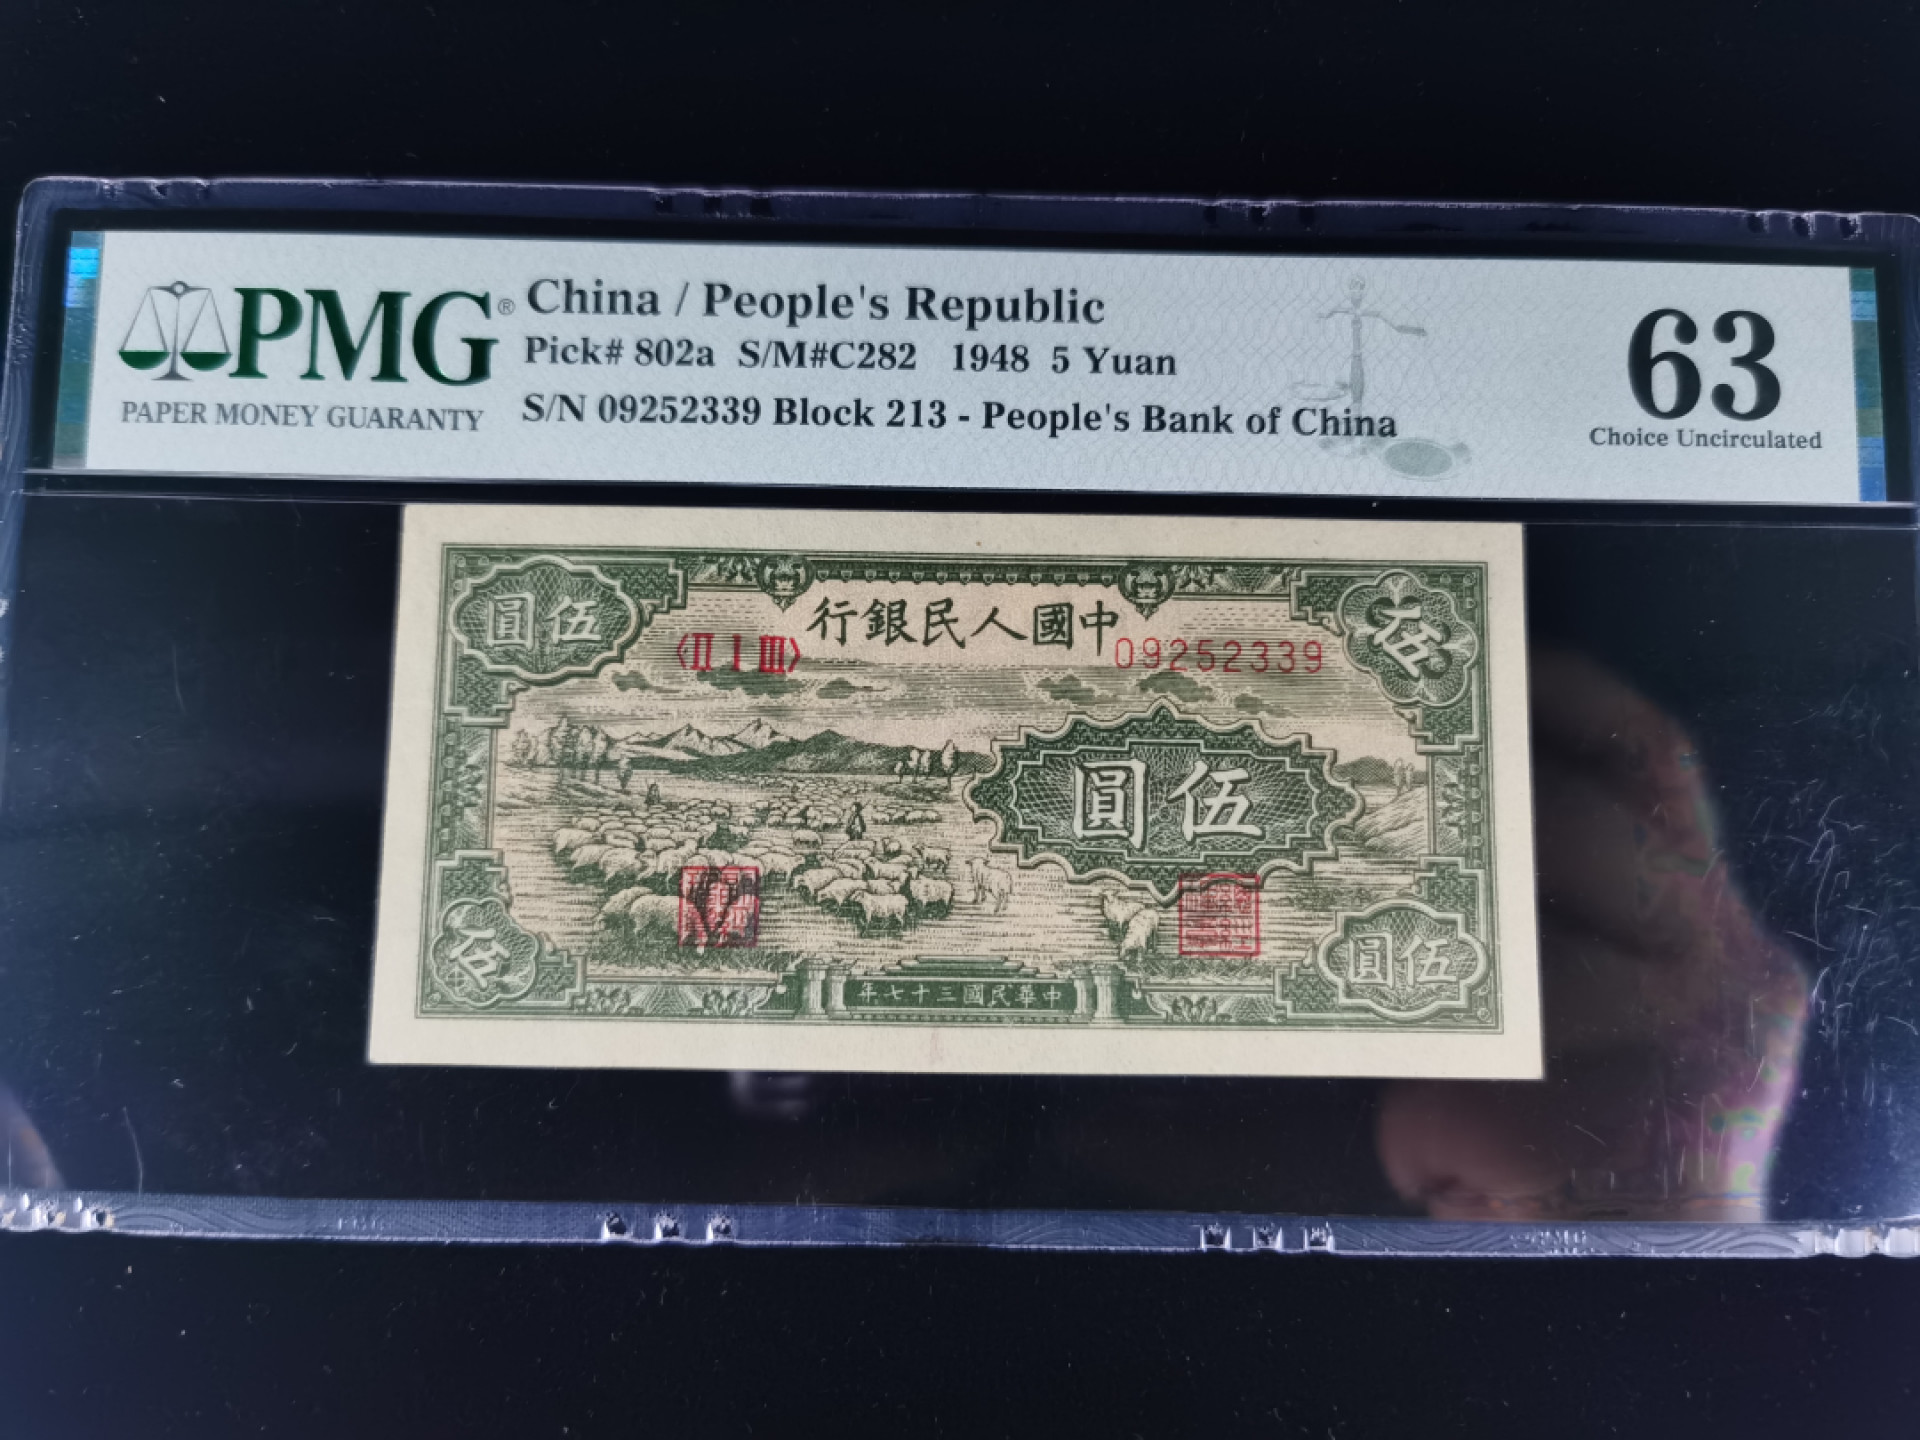 PMG®
PAPER MONEY GUARANTY
China / People's Republic
Pick# 802a S/M#C282 1948 5 Yuan
S/N 09252339 Block 213 - People's Bank of China
63
Choice Uncirculated
行銀民人國中
〈II I III〉
09252339
圓伍
伍
圓伍
伍
圓伍
年七十三國民華中